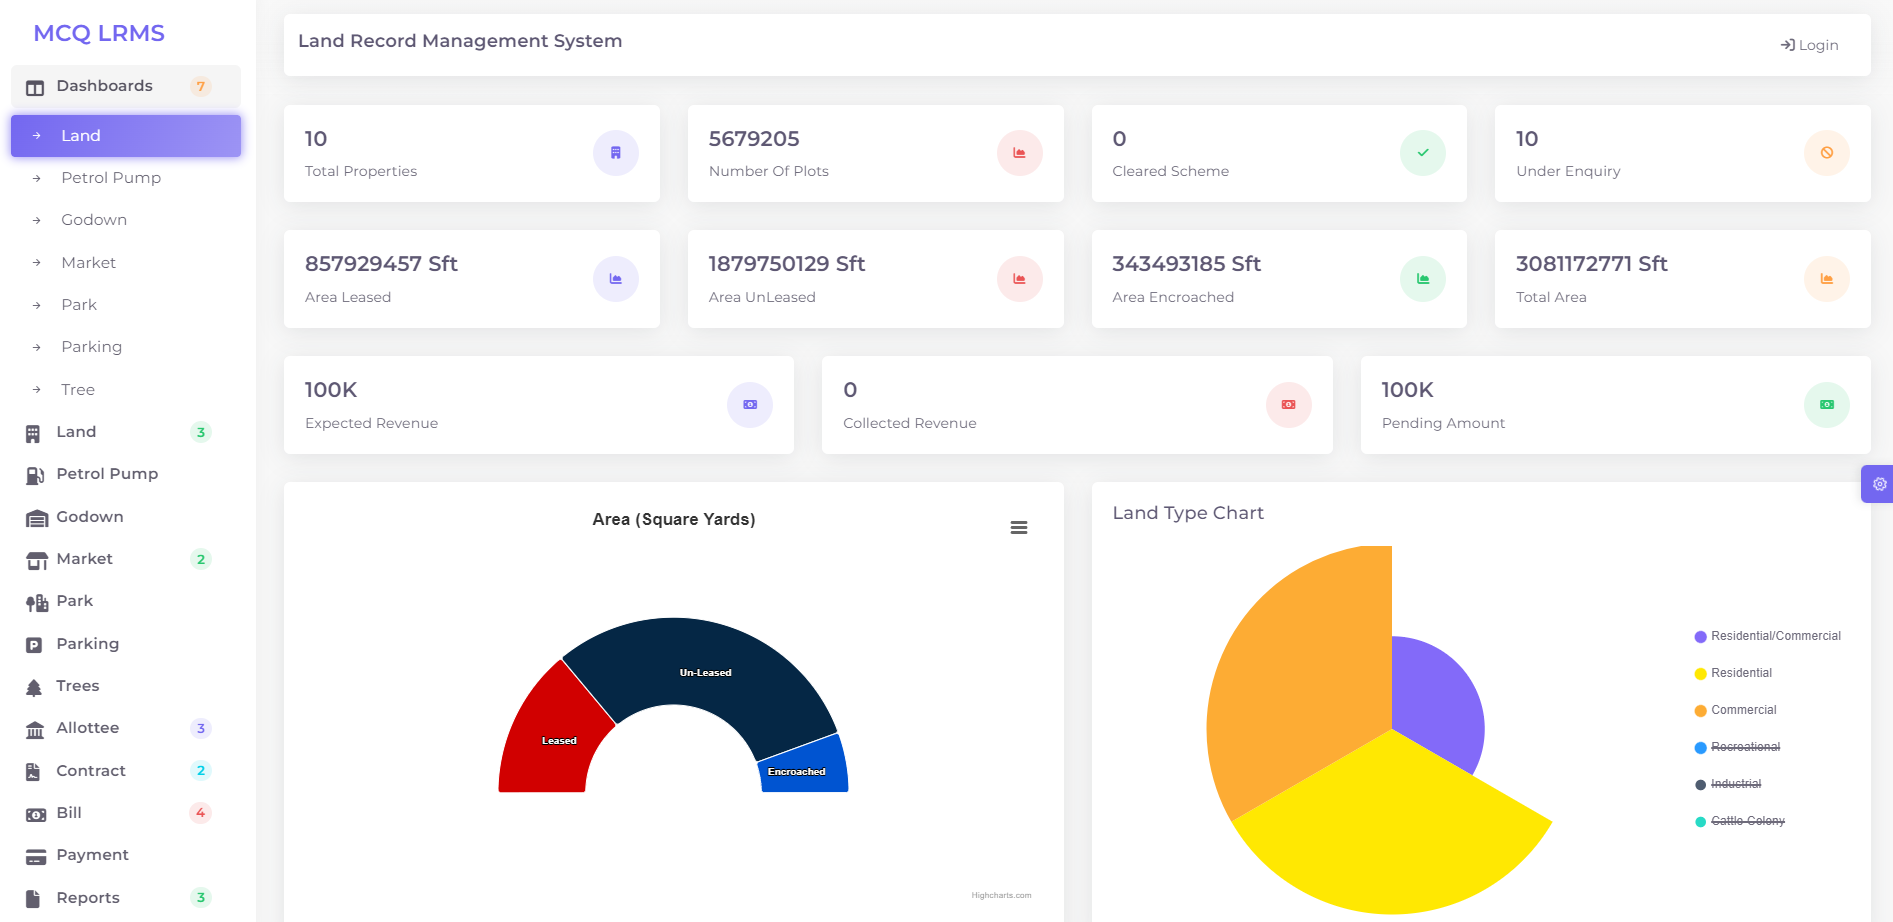 MCQ LRMS
Dashboards 7
Land
Petrol Pump
Godown
Market
Park
Parking
Tree
Land 3
Petrol Pump
Godown
Market 2
Park
Parking
Trees
Allottee 3
Contract 2
Bill 4
Payment
Reports 3
Land Record Management System
Login
10
Total Properties
5679205
Number Of Plots
0
Cleared Scheme
10
Under Enquiry
857929457 Sft
Area Leased
1879750129 Sft
Area UnLeased
343493185 Sft
Area Encroached
3081172771 Sft
Total Area
100K
Expected Revenue
0
Collected Revenue
100K
Pending Amount
Area (Square Yards)
Un-Leased
Leased
Encroached
Highcharts.com
Land Type Chart
Residential/Commercial
Residential
Commercial
Recreational
Industrial
Cattle-Colony